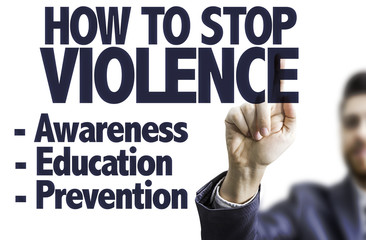 HOW TO STOP
VIOLENCE
- Awareness
- Education
- Prevention